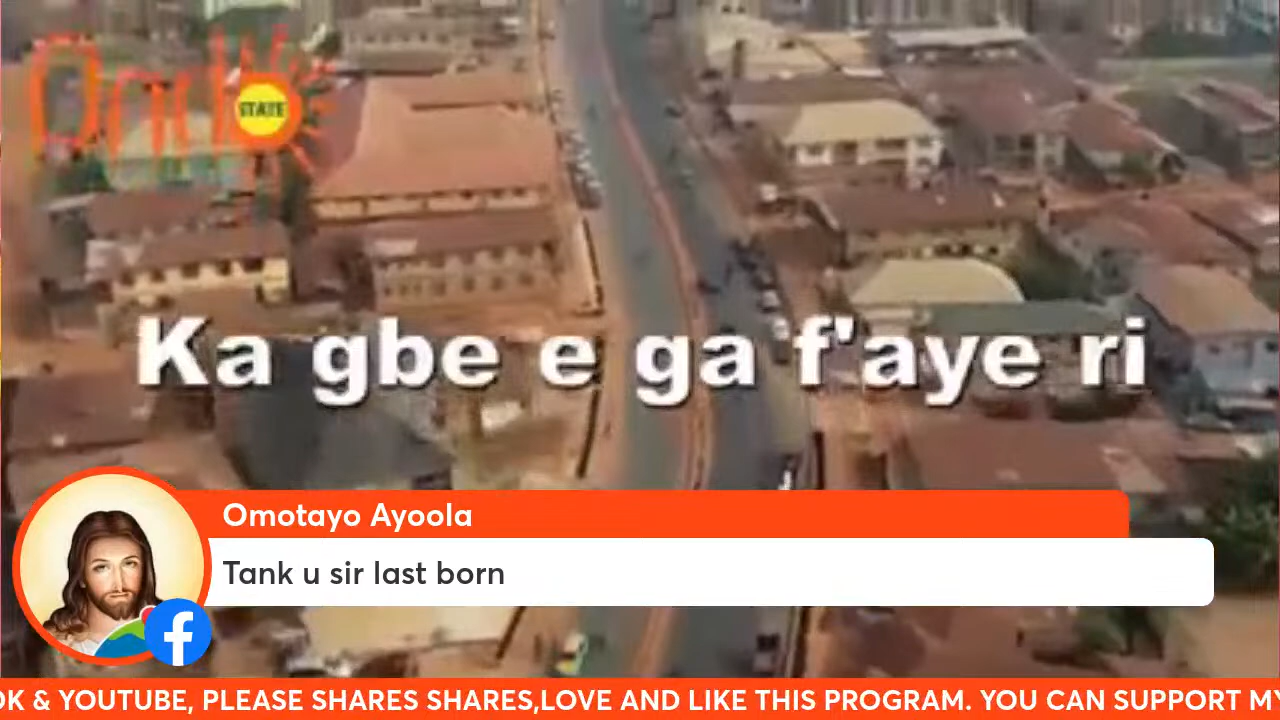 Ondo
STATE
Ka gbe e ga f'aye ri
Omotayo Ayoola
Tank u sir last born
OK & YOUTUBE, PLEASE SHARES SHARES,LOVE AND LIKE THIS PROGRAM. YOU CAN SUPPORT MY